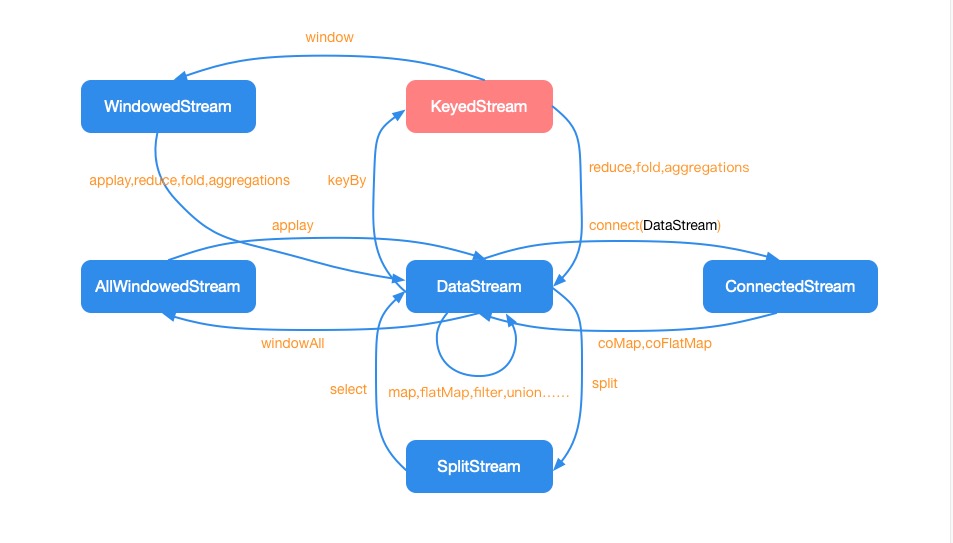 window
WindowedStream
KeyedStream
reduce,fold,aggregations
applay,reduce,fold,aggregations
keyBy
applay
connect(DataStream)
AllWindowedStream
DataStream
ConnectedStream
windowAll
coMap,coFlatMap
select
map,flatMap,filter,union……
split
SplitStream